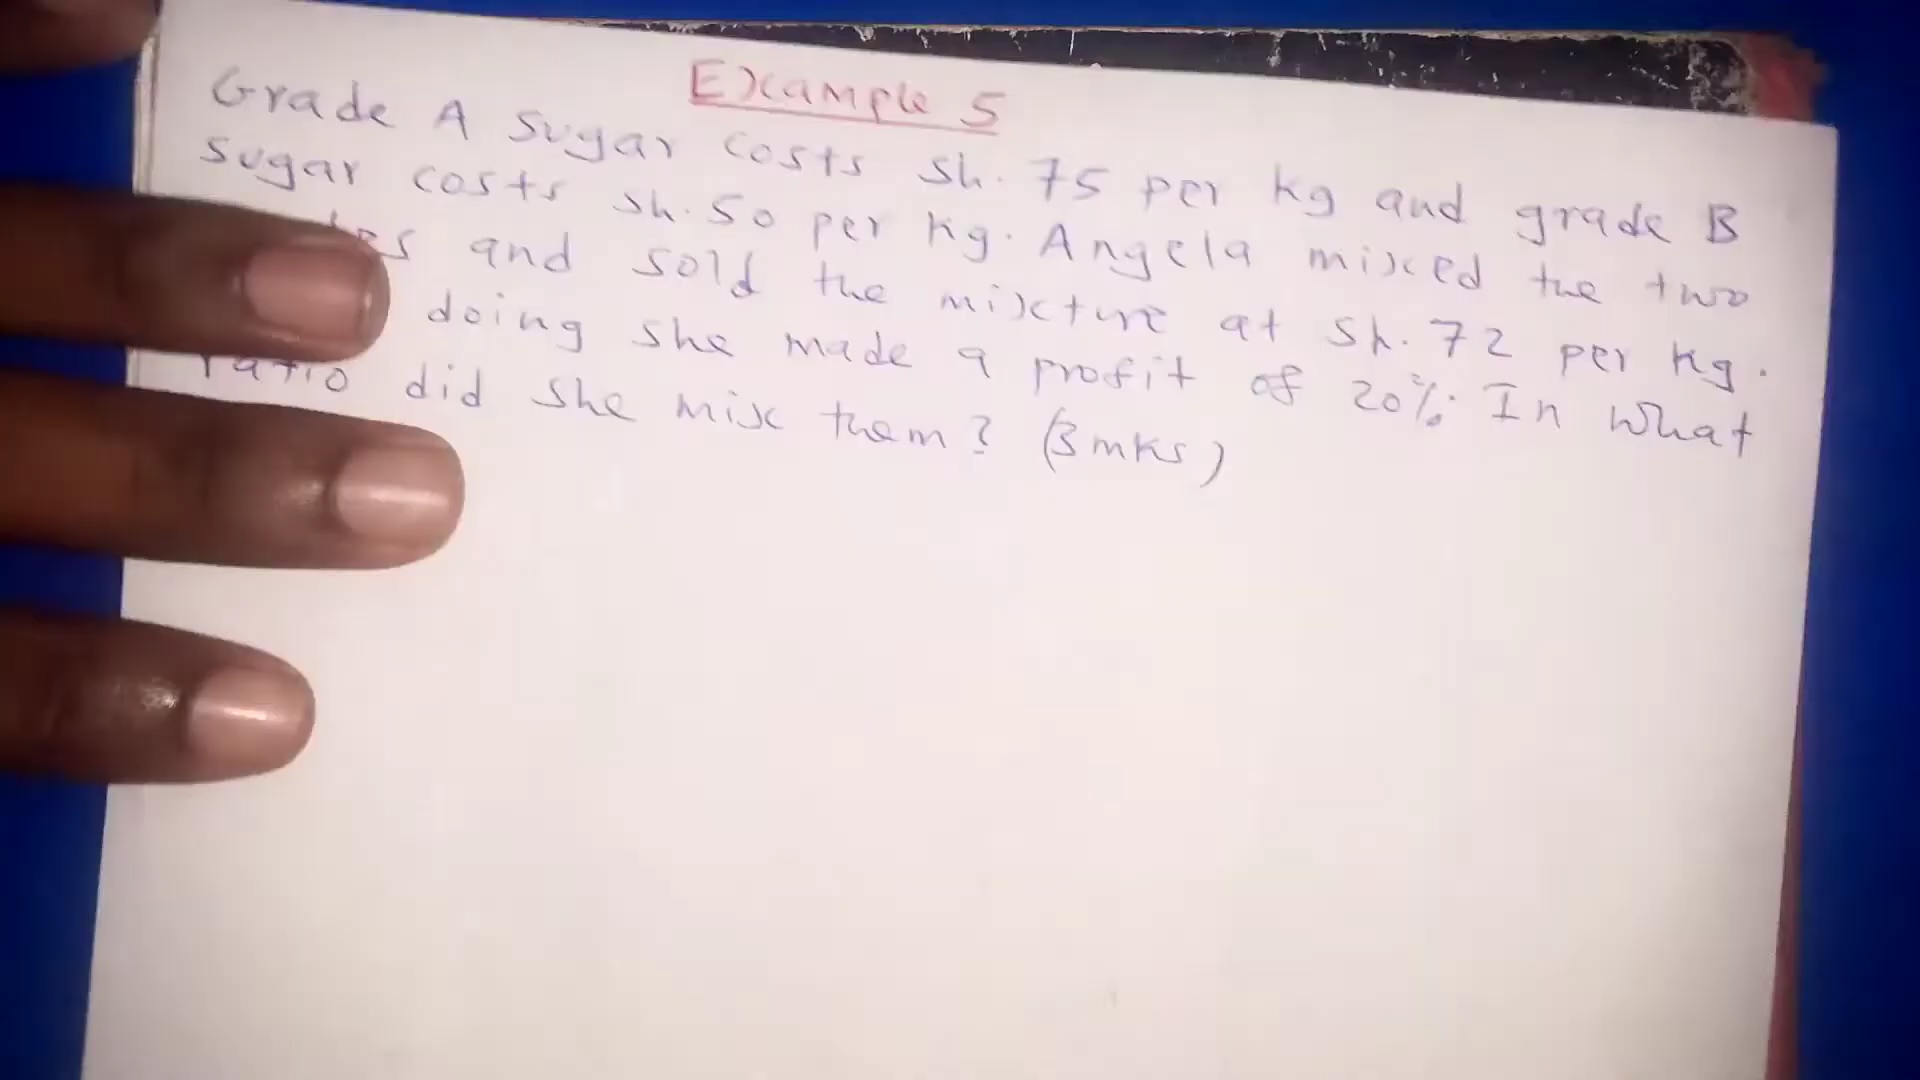 Example 5
Grade A sugar costs sh. 75 per kg and grade B
sugar costs sh. 50 per kg. Angela mixed the two
and sold the mixture at sh. 72 per kg.
doing she made a profit of 20%. In what
ratio did she mix them? (3mks)